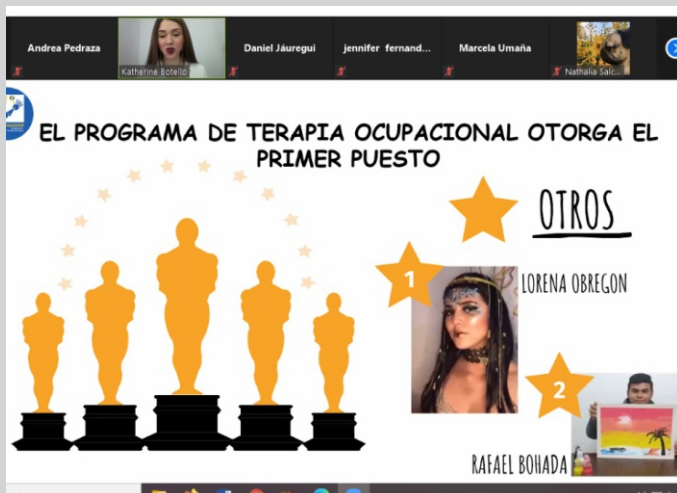 Andrea Pedraza
Katherine Botello
Daniel Jáuregui
jennifer fernand...
Marcela Umaña
Nathalia Salc...
EL PROGRAMA DE TERAPIA OCUPACIONAL OTORGA EL
PRIMER PUESTO
OTROS
1
LORENA OBREGON
2
RAFAEL BOHADA